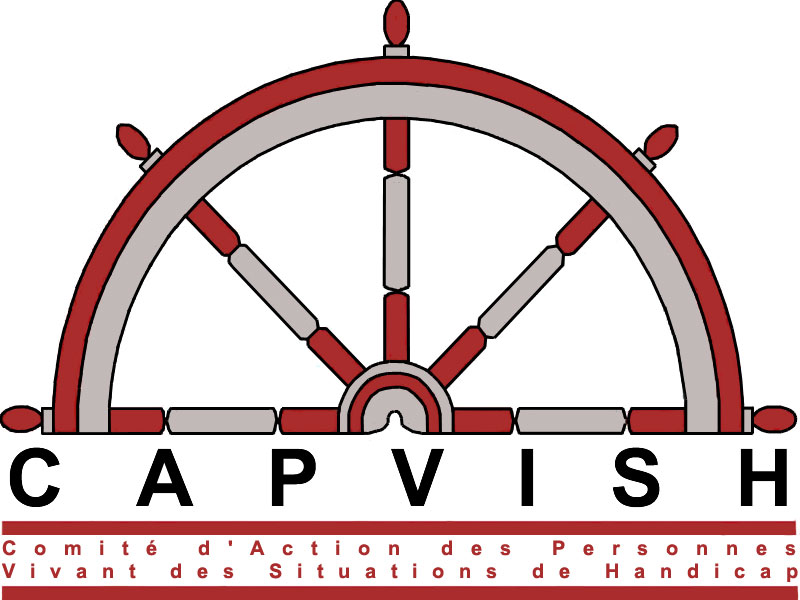 CAPVISH
Comité d'Action des Personnes
Vivant des Situations de Handicap